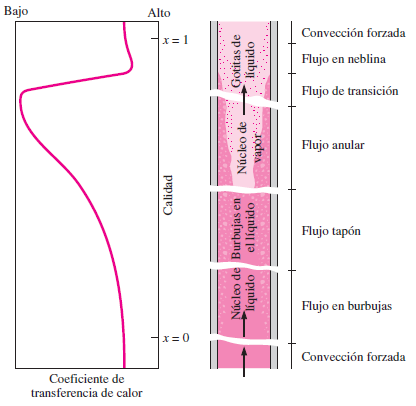 Bajo
Alto
x = 1
Calidad
x = 0
Coeficiente de
transferencia de calor
Gotitas de
líquido
Núcleo de
vapor
Burbujas en
el líquido
Núcleo de
líquido
Convección forzada
Flujo en neblina
Flujo de transición
Flujo anular
Flujo tapón
Flujo en burbujas
Convección forzada